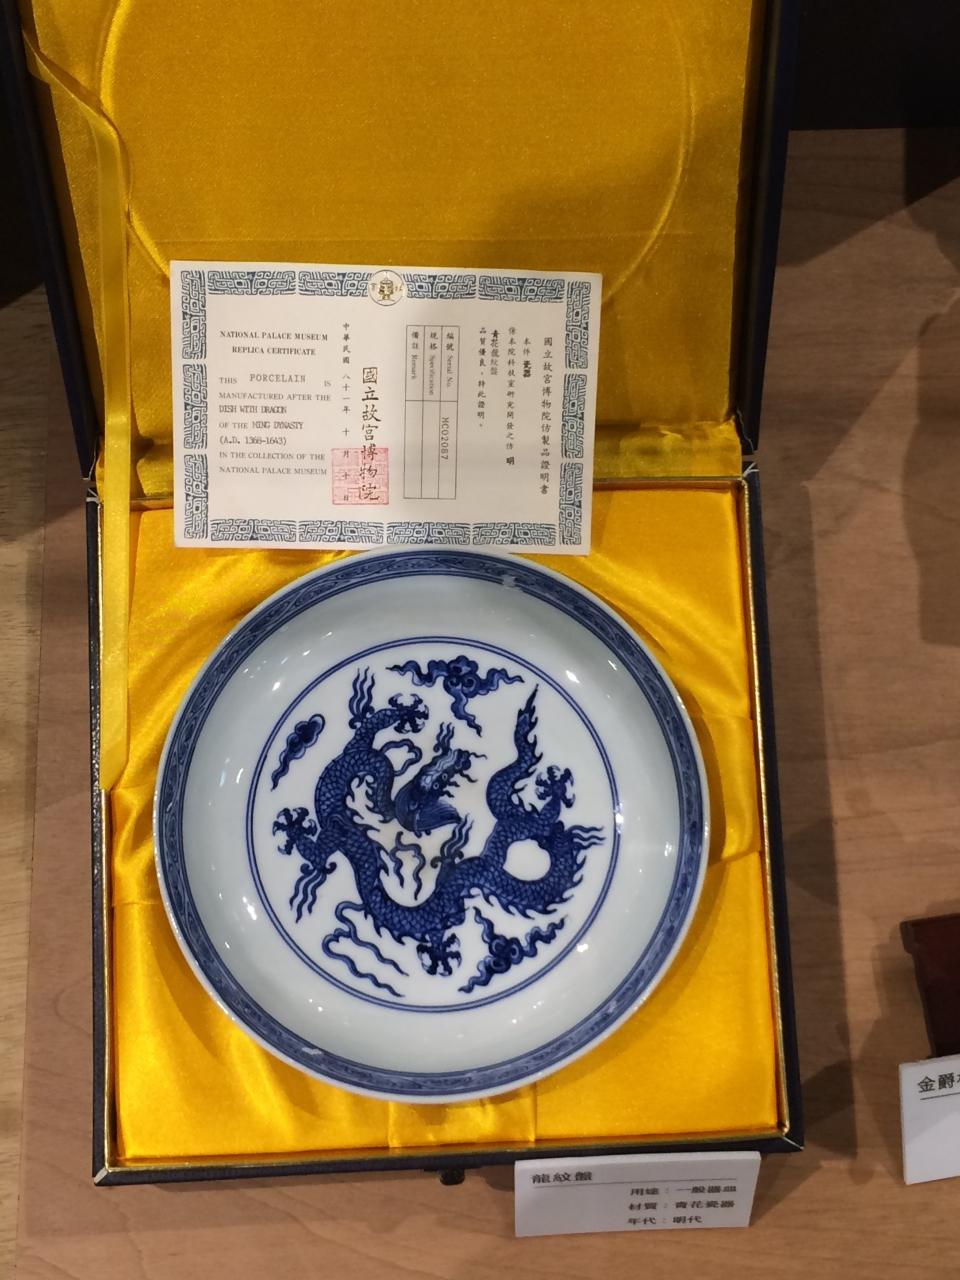 NATIONAL PALACE MUSEUM
REPLICA CERTIFICATE
THIS PORCELAIN IS
MANUFACTURED AFTER THE
DISH WITH DRAGON
OF THE MING DYNASTY
(A.D. 1368-1643)
IN THE COLLECTION OF THE
NATIONAL PALACE MUSEUM
國立故宮博物院仿製品證明書
本件瓷器
係本院科技室研究開發之仿明
青花龍紋盤
品質優良,特此證明。
編號 Serial No.
HC02087
規格 Specification
備註 Remark
國立故宮博物院
中華民國八十一年十月十日
龍紋盤
用途:一般器皿
材質:青花瓷器
年代:明代
金爵